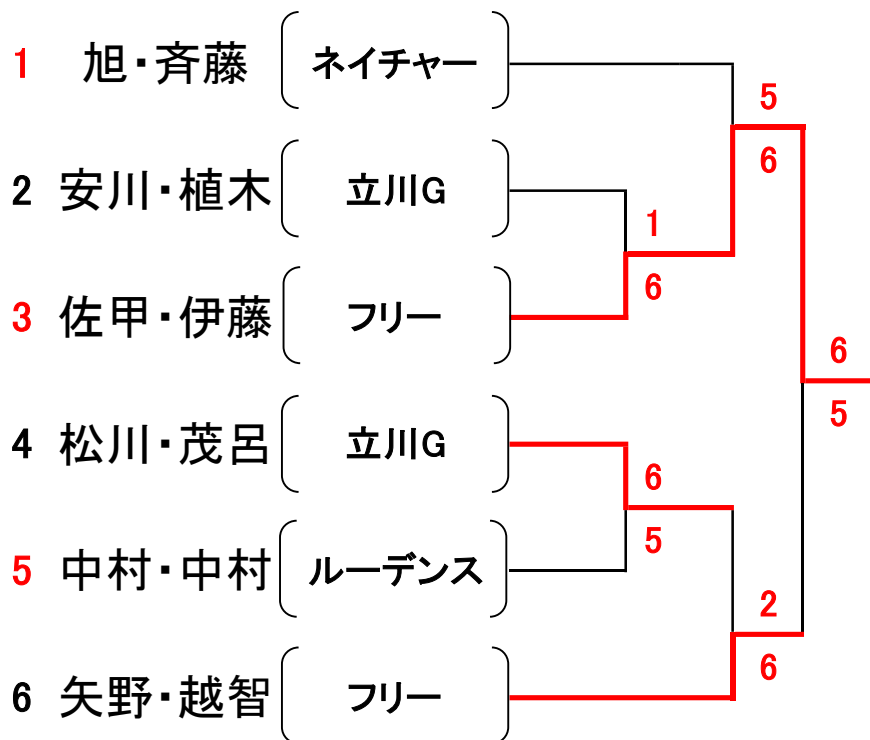 1 旭・斉藤 ネイチャー
5
6
2 安川・植木 立川G
1
6
3 佐甲・伊藤 フリー
6
5
4 松川・茂呂 立川G
6
5
5 中村・中村 ルーデンス
2
6
6 矢野・越智 フリー